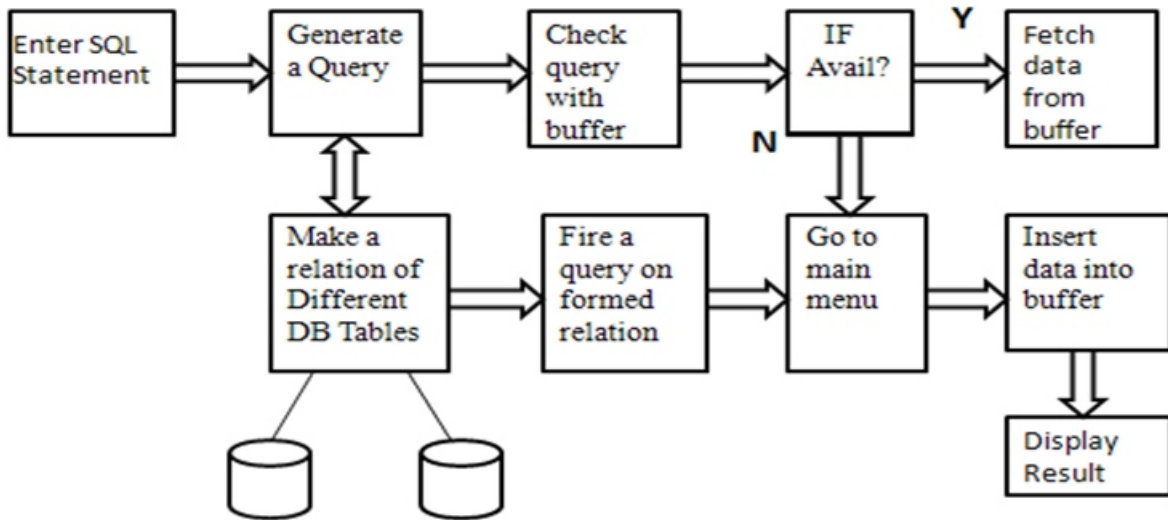 Enter SQL
Statement
Generate
a Query
Check
query
with
buffer
IF
Avail?
Y
Fetch
data
from
buffer
N
Make a
relation of
Different
DB Tables
Fire a
query on
formed
relation
Go to
main
menu
Insert
data into
buffer
Display
Result